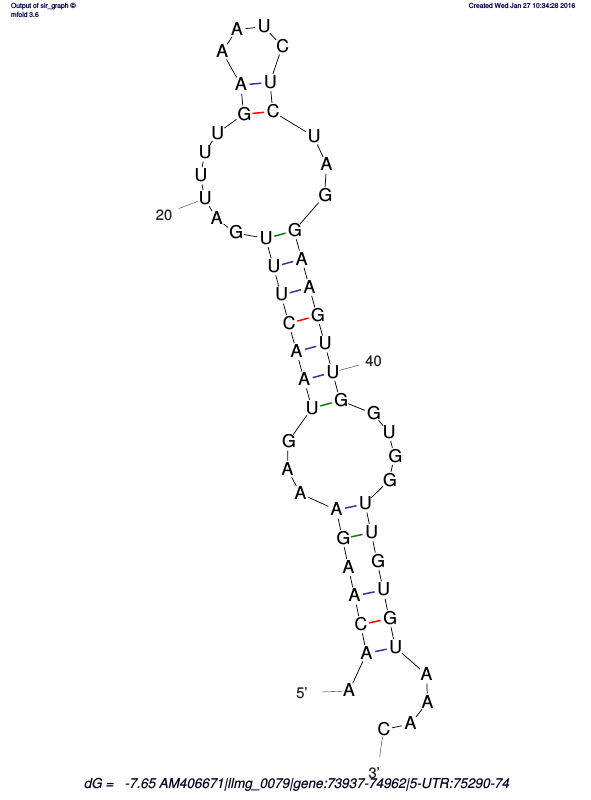 Output of sir_graph ©
mfold 3.6
Created Wed Jan 27 10:34:28 2016
A U
A C
A U
G C
U U
U A
U
U G
20 A
G U G
U A
U A
C G
A U
40
A U
U G
G
U
G
G
A
G
A
A U
G U
A G
A U
C G
A U
A
5' A
A
C A
3'
dG = -7.65 AM406671|llmg_0079|gene:73937-74962|5-UTR:75290-74